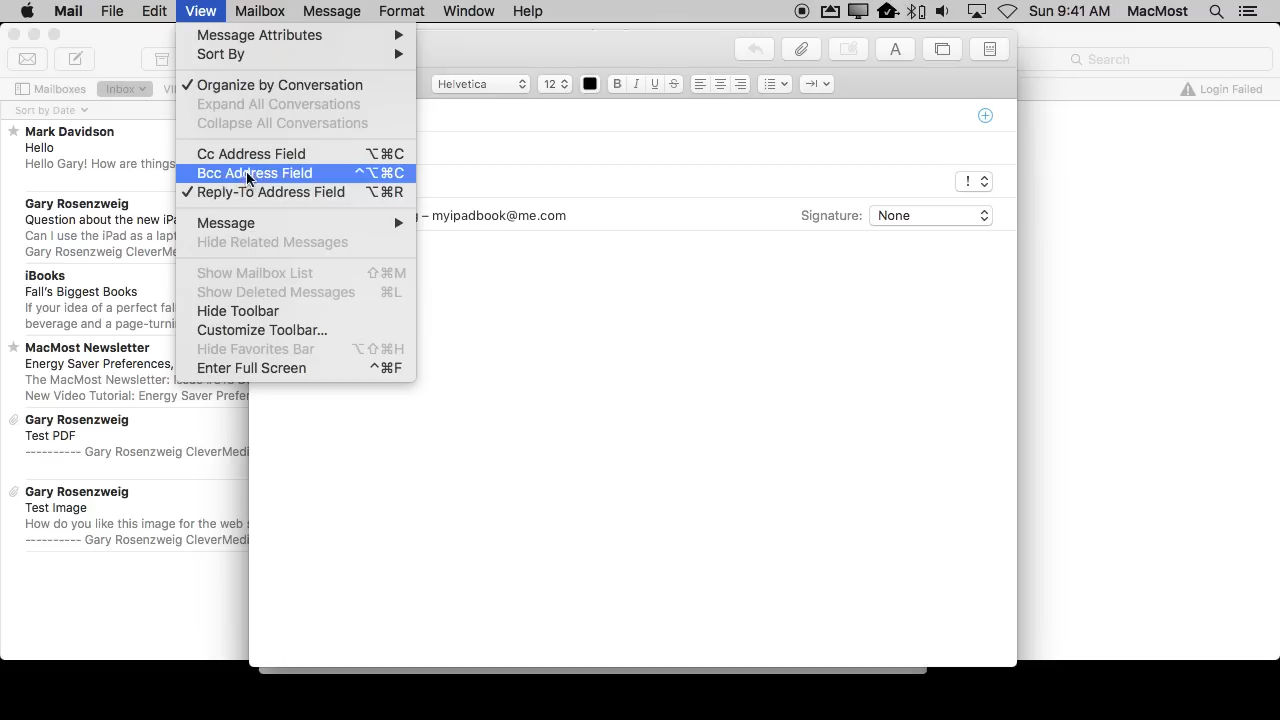 Mail File Edit View Mailbox Message Format Window Help Sun 9:41 AM MacMost
Message Attributes
Sort By
✓ Organize by Conversation
Expand All Conversations
Collapse All Conversations
Cc Address Field ⌥⌘C
Bcc Address Field ^⌥⌘C
✓ Reply-To Address Field ⌥⌘R
Message
Hide Related Messages
Show Mailbox List ⇧⌘M
Show Deleted Messages ⌘L
Hide Toolbar
Customize Toolbar...
Hide Favorites Bar ⌥⇧⌘H
Enter Full Screen ^⌘F
Search
Mailboxes Inbox VI
Login Failed
Sort by Date
Mark Davidson
Hello
Hello Gary! How are things
Gary Rosenzweig
Question about the new iPa
Can I use the iPad as a lapt
Gary Rosenzweig CleverMe
iBooks
Fall's Biggest Books
If your idea of a perfect fal
beverage and a page-turni
MacMost Newsletter
Energy Saver Preferences,
The MacMost Newsletter:
New Video Tutorial: Energy Saver Prefer
Gary Rosenzweig
Test PDF
---------- Gary Rosenzweig CleverMedi
Gary Rosenzweig
Test Image
How do you like this image for the web s
---------- Gary Rosenzweig CleverMedi
Helvetica 12 B I U S
A
!
g – myipadbook@me.com Signature: None